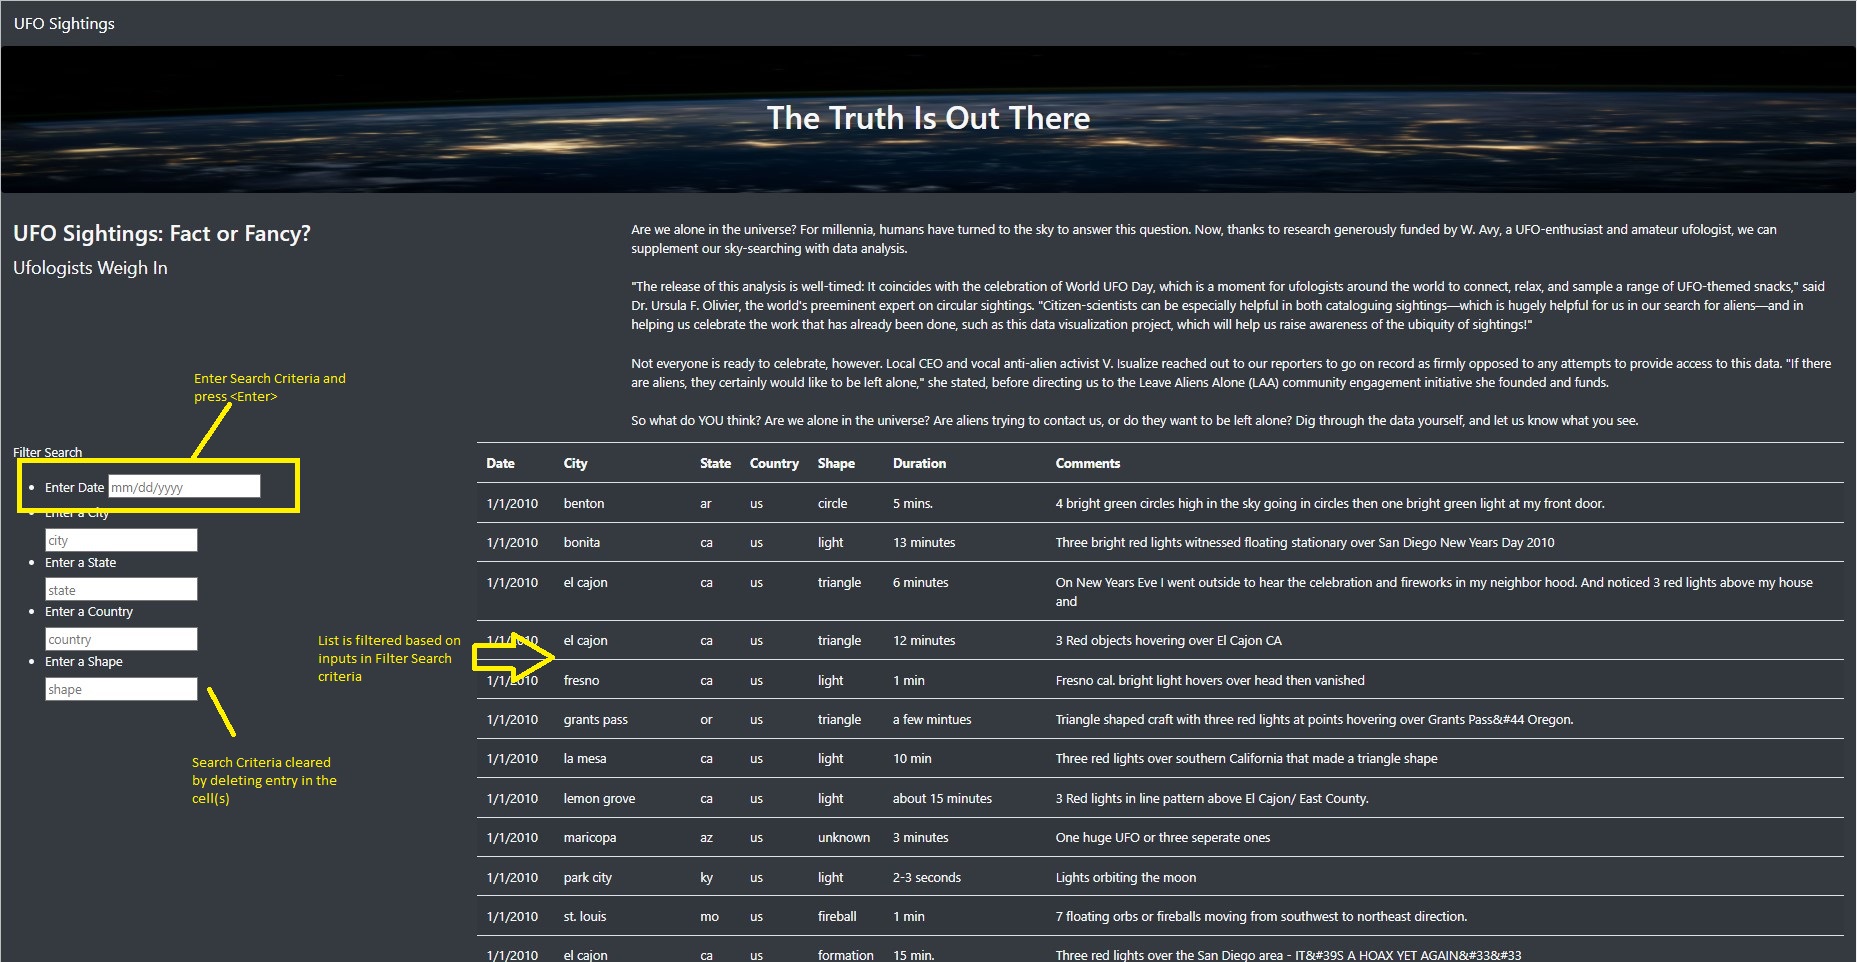 UFO Sightings
The Truth Is Out There
UFO Sightings: Fact or Fancy?
Ufologists Weigh In
Are we alone in the universe? For millennia, humans have turned to the sky to answer this question. Now, thanks to research generously funded by W. Avy, a UFO-enthusiast and amateur ufologist, we can
supplement our sky-searching with data analysis.
"The release of this analysis is well-timed: It coincides with the celebration of World UFO Day, which is a moment for ufologists around the world to connect, relax, and sample a range of UFO-themed snacks," said
Dr. Ursula F. Olivier, the world's preeminent expert on circular sightings. "Citizen-scientists can be especially helpful in both cataloguing sightings—which is hugely helpful for us in our search for aliens—and in
helping us celebrate the work that has already been done, such as this data visualization project, which will help us raise awareness of the ubiquity of sightings!"
Not everyone is ready to celebrate, however. Local CEO and vocal anti-alien activist V. Isualize reached out to our reporters to go on record as firmly opposed to any attempts to provide access to this data. "If there
are aliens, they certainly would like to be left alone," she stated, before directing us to the Leave Aliens Alone (LAA) community engagement initiative she founded and funds.
So what do YOU think? Are we alone in the universe? Are aliens trying to contact us, or do they want to be left alone? Dig through the data yourself, and let us know what you see.
Enter Search Criteria and
press <Enter>
Filter Search
Enter Date mm/dd/yyyy
Enter a City
city
Enter a State
state
Enter a Country
country
Enter a Shape
shape
Search Criteria cleared
by deleting entry in the
cell(s)
List is filtered based on
inputs in Filter Search
criteria
Date City State Country Shape Duration Comments
1/1/2010 benton ar us circle 5 mins. 4 bright green circles high in the sky going in circles then one bright green light at my front door.
1/1/2010 bonita ca us light 13 minutes Three bright red lights witnessed floating stationary over San Diego New Years Day 2010
1/1/2010 el cajon ca us triangle 6 minutes On New Years Eve I went outside to hear the celebration and fireworks in my neighbor hood. And noticed 3 red lights above my house
and
1/1/2010 el cajon ca us triangle 12 minutes 3 Red objects hovering over El Cajon CA
1/1/2010 fresno ca us light 1 min Fresno cal. bright light hovers over head then vanished
1/1/2010 grants pass or us triangle a few mintues Triangle shaped craft with three red lights at points hovering over Grants Pass&#44 Oregon.
1/1/2010 la mesa ca us light 10 min Three red lights over southern California that made a triangle shape
1/1/2010 lemon grove ca us light about 15 minutes 3 Red lights in line pattern above El Cajon/ East County.
1/1/2010 maricopa az us unknown 3 minutes One huge UFO or three seperate ones
1/1/2010 park city ky us light 2-3 seconds Lights orbiting the moon
1/1/2010 st. louis mo us fireball 1 min 7 floating orbs or fireballs moving from southwest to northeast direction.
1/1/2010 el cajon ca us formation 15 min. Three red lights over the San Diego area - IT&#39S A HOAX YET AGAIN&#33&#33